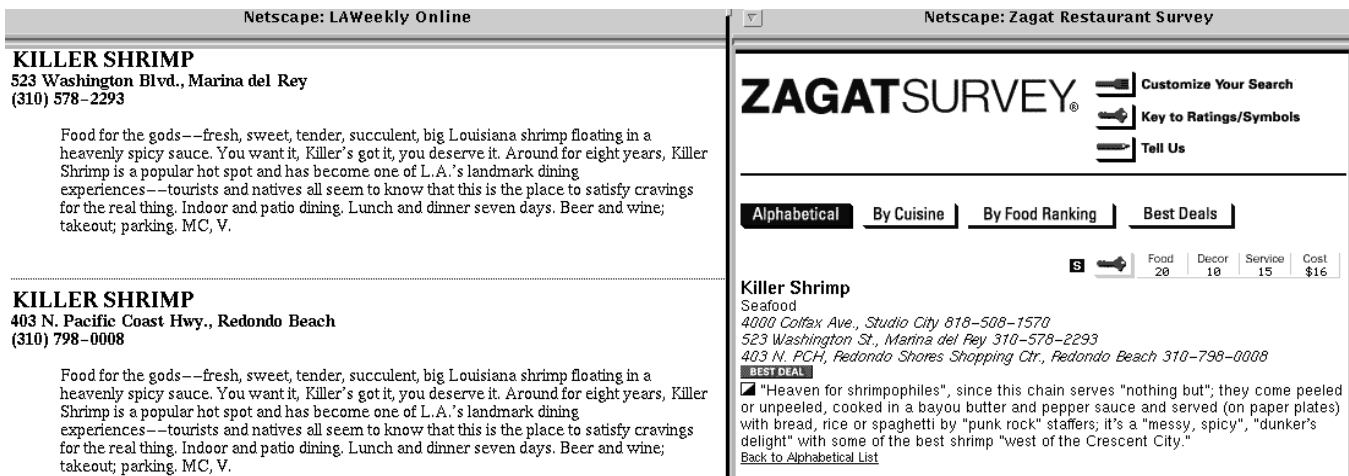 Netscape: LAWeekly Online
KILLER SHRIMP
523 Washington Blvd., Marina del Rey
(310) 578-2293
Food for the gods--fresh, sweet, tender, succulent, big Louisiana shrimp floating in a
heavenly spicy sauce. You want it, Killer's got it, you deserve it. Around for eight years, Killer
Shrimp is a popular hot spot and has become one of L.A.'s landmark dining
experiences--tourists and natives all seem to know that this is the place to satisfy cravings
for the real thing. Indoor and patio dining. Lunch and dinner seven days. Beer and wine;
takeout; parking. MC, V.
KILLER SHRIMP
403 N. Pacific Coast Hwy., Redondo Beach
(310) 798-0008
Food for the gods--fresh, sweet, tender, succulent, big Louisiana shrimp floating in a
heavenly spicy sauce. You want it, Killer's got it, you deserve it. Around for eight years, Killer
Shrimp is a popular hot spot and has become one of L.A.'s landmark dining
experiences--tourists and natives all seem to know that this is the place to satisfy cravings
for the real thing. Indoor and patio dining. Lunch and dinner seven days. Beer and wine;
takeout; parking. MC, V.
Netscape: Zagat Restaurant Survey
ZAGATSURVEY®
Customize Your Search
Key to Ratings/Symbols
Tell Us
Alphabetical By Cuisine By Food Ranking Best Deals
S Food Decor Service Cost
20 10 15 $16
Killer Shrimp
Seafood
4000 Colfax Ave., Studio City 818-508-1570
523 Washington St., Marina del Rey 310-578-2293
403 N. PCH, Redondo Shores Shopping Ctr., Redondo Beach 310-798-0008
BEST DEAL
"Heaven for shrimpophiles", since this chain serves "nothing but"; they come peeled
or unpeeled, cooked in a bayou butter and pepper sauce and served (on paper plates)
with bread, rice or spaghetti by "punk rock" staffers; it's a "messy, spicy", "dunker's
delight" with some of the best shrimp "west of the Crescent City."
Back to Alphabetical List